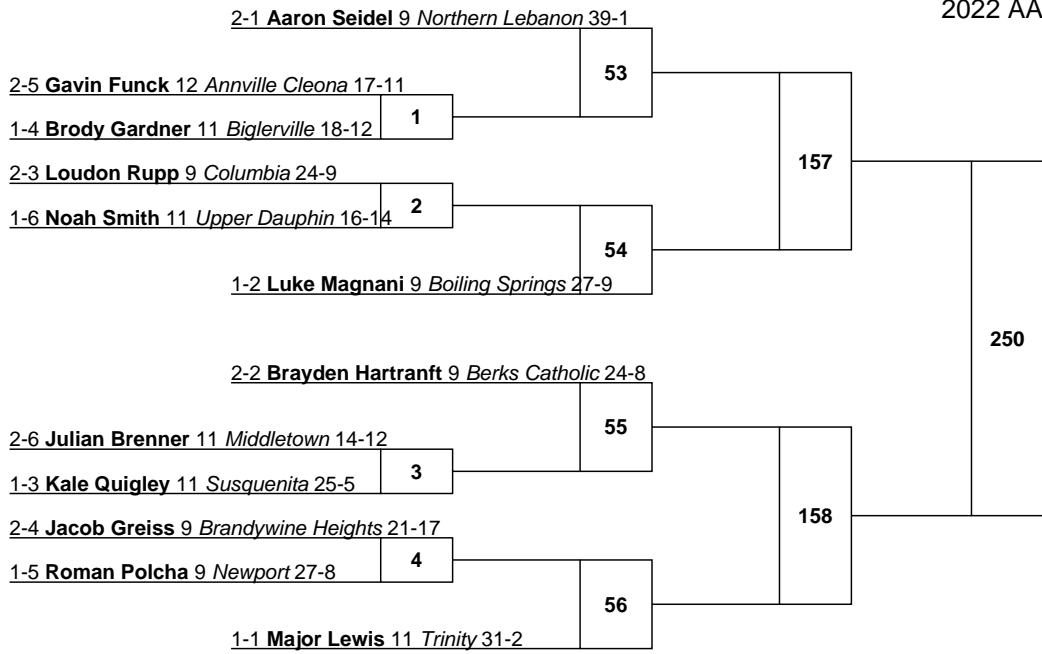 2022 AA
2-1 Aaron Seidel 9 Northern Lebanon 39-1
53
2-5 Gavin Funck 12 Annville Cleona 17-11
1
1-4 Brody Gardner 11 Biglerville 18-12
157
2-3 Loudon Rupp 9 Columbia 24-9
2
1-6 Noah Smith 11 Upper Dauphin 16-14
54
1-2 Luke Magnani 9 Boiling Springs 27-9
250
2-2 Brayden Hartranft 9 Berks Catholic 24-8
55
2-6 Julian Brenner 11 Middletown 14-12
3
1-3 Kale Quigley 11 Susquenita 25-5
158
2-4 Jacob Greiss 9 Brandywine Heights 21-17
4
1-5 Roman Polcha 9 Newport 27-8
56
1-1 Major Lewis 11 Trinity 31-2